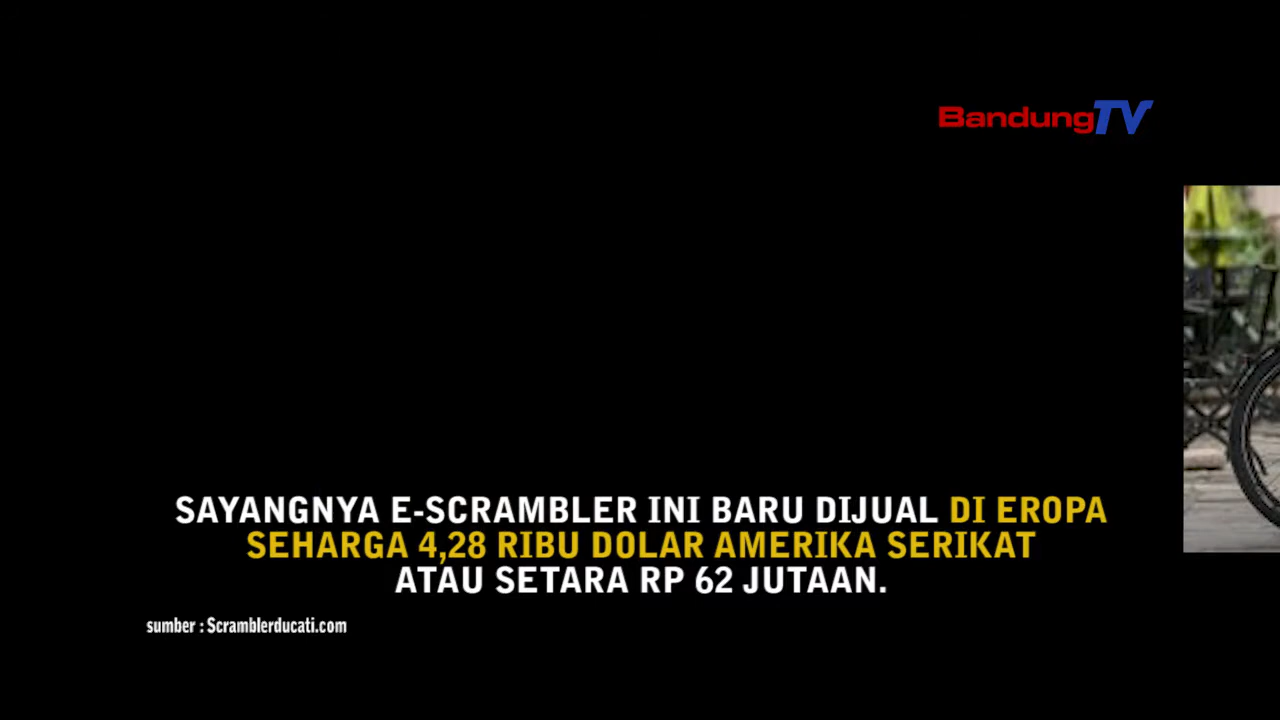 BandungTV
SAYANGNYA E-SCRAMBLER INI BARU DIJUAL DI EROPA
SEHARGA 4,28 RIBU DOLAR AMERIKA SERIKAT
ATAU SETARA RP 62 JUTAAN.
sumber : Scramblerducati.com